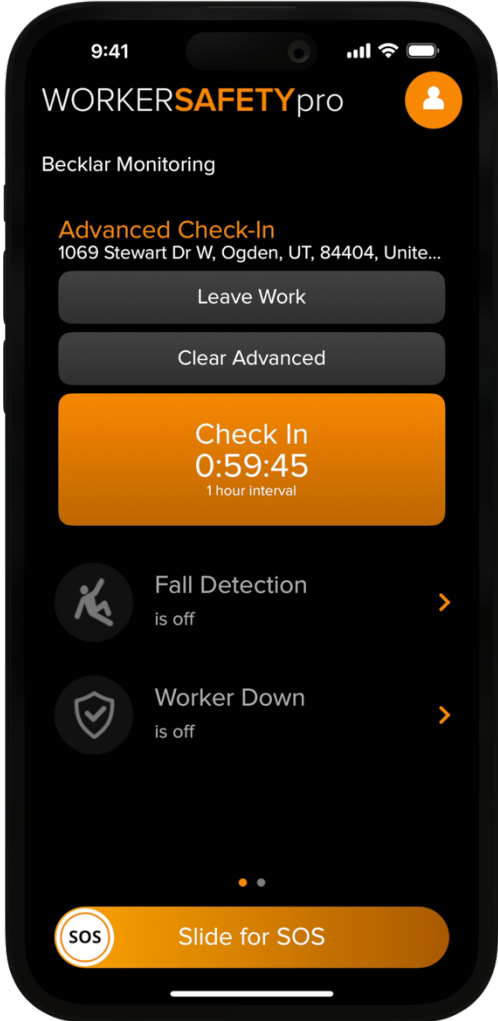 9:41
WORKERSAFETYpro
Becklar Monitoring
Advanced Check-In
1069 Stewart Dr W, Ogden, UT, 84404, Unite...
Leave Work
Clear Advanced
Check In
0:59:45
1 hour interval
Fall Detection
is off
Worker Down
is off
SOS Slide for SOS